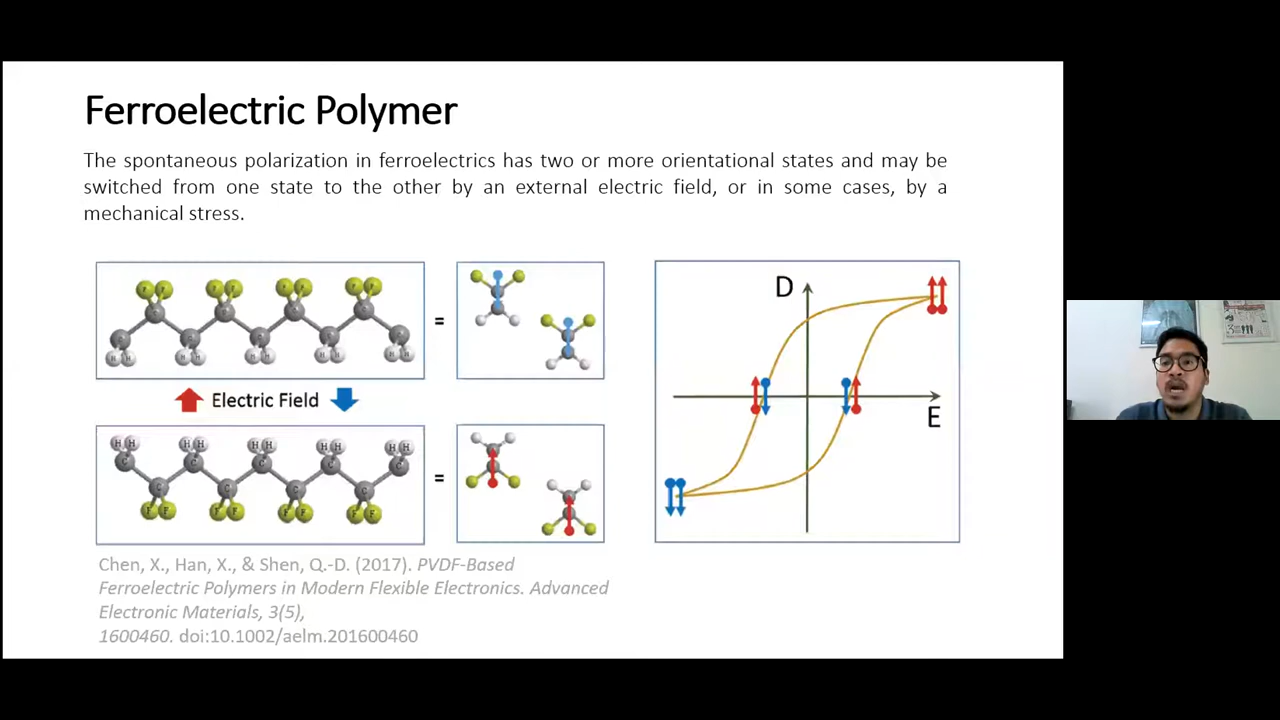 Ferroelectric Polymer
The spontaneous polarization in ferroelectrics has two or more orientational states and may be
switched from one state to the other by an external electric field, or in some cases, by a
mechanical stress.
=
Electric Field
H H H H H H H H H H
C C C C C
C C C C
F F F F F F F F
=
D
E
Chen, X., Han, X., & Shen, Q.-D. (2017). PVDF-Based
Ferroelectric Polymers in Modern Flexible Electronics. Advanced
Electronic Materials, 3(5),
1600460. doi:10.1002/aelm.201600460